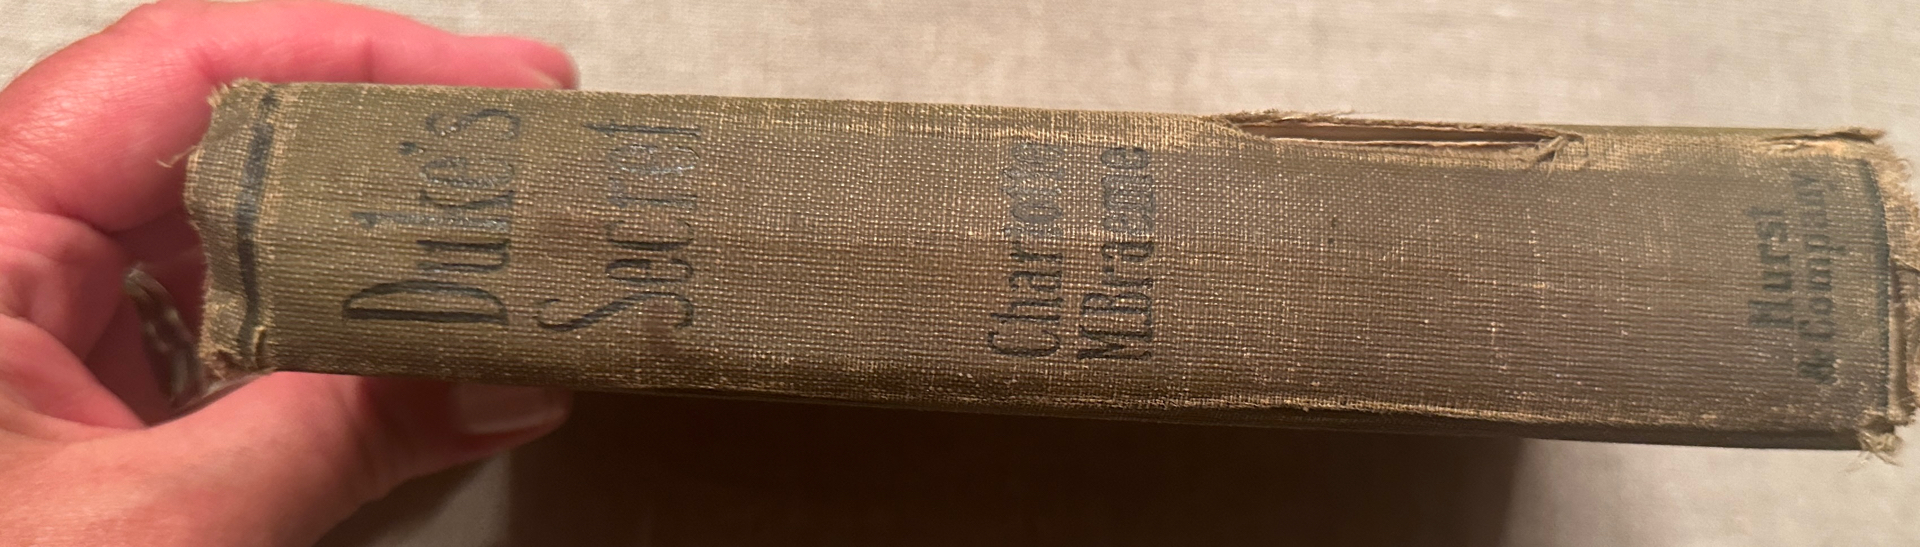 Duke's
Secret
Charlotte
M. Braeme
Hurst
& Company